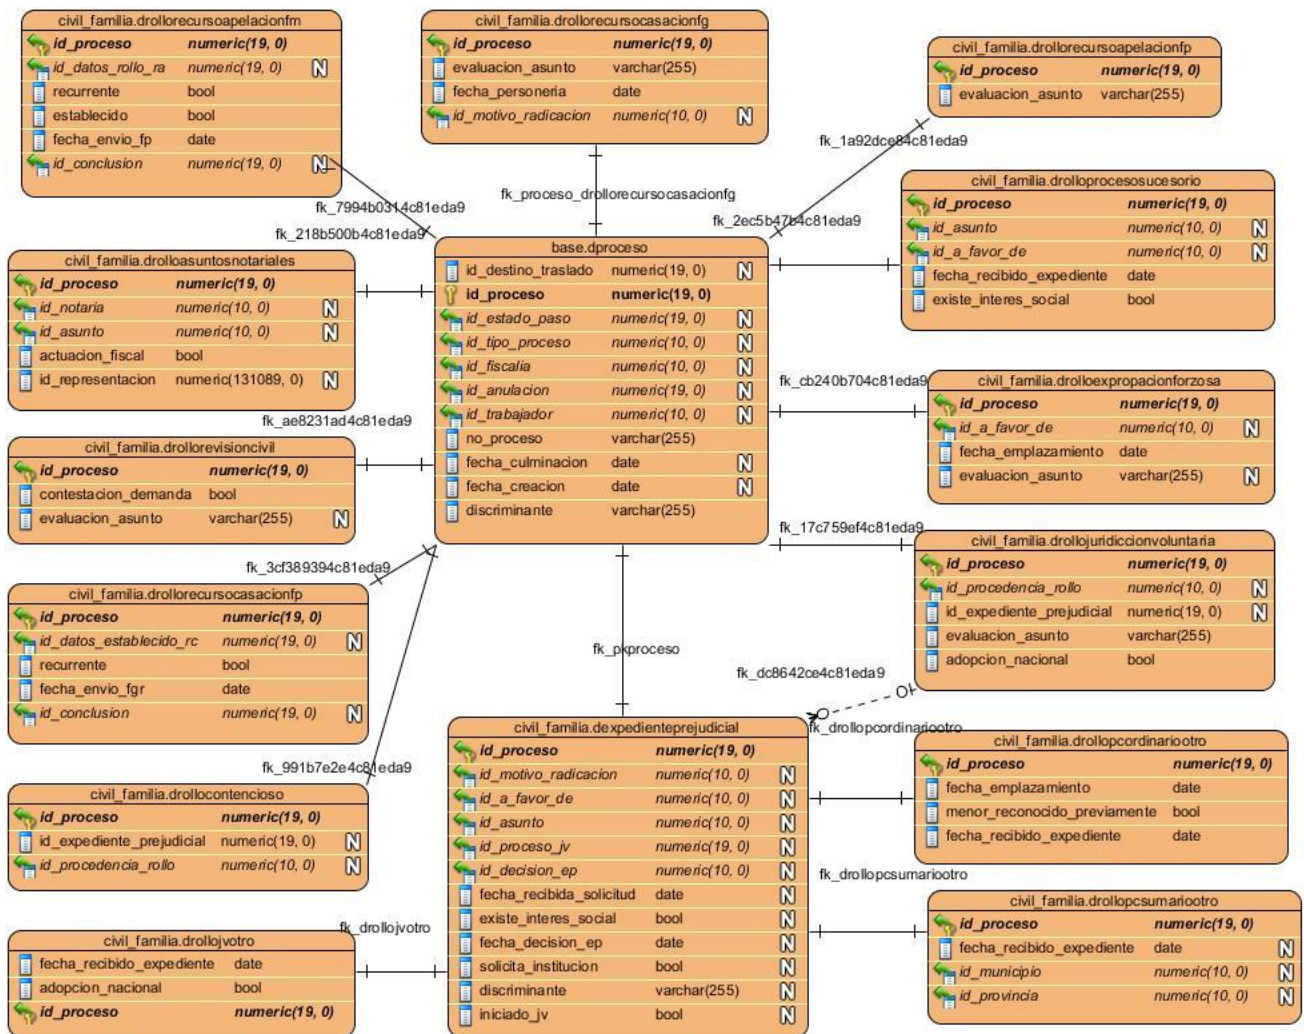 civil_familia.drollorecursoapelacionfm
id_proceso numeric(19, 0)
id_datos_rollo_ra numeric(19, 0) N
recurrente bool
establecido bool
fecha_envio_fp date
id_conclusion numeric(19, 0) N
civil_familia.drollorecursocasacionfg
id_proceso numeric(19, 0)
evaluacion_asunto varchar(255)
fecha_personeria date
id_motivo_radicacion numeric(10, 0) N
civil_familia.drollorecursoapelacionfp
id_proceso numeric(19, 0)
evaluacion_asunto varchar(255)
fk_1a92dce84c81eda9
fk_proceso_drollorecursocasacionfg
fk_7994b0314c81eda9
fk_2ec5b47b4c81eda9
fk_218b500b4c81eda9
civil_familia.drolloprocesosucesorio
id_proceso numeric(19, 0)
id_asunto numeric(10, 0) N
id_a_favor_de numeric(10, 0) N
fecha_recibido_expediente date
existe_interes_social bool
civil_familia.drolloasuntosnotariales
id_proceso numeric(19, 0)
id_notaria numeric(10, 0) N
id_asunto numeric(10, 0) N
actuacion_fiscal bool
id_representacion numeric(131089, 0) N
base.dproceso
id_destino_traslado numeric(19, 0) N
id_proceso numeric(19, 0)
id_estado_paso numeric(19, 0) N
id_tipo_proceso numeric(10, 0) N
id_fiscalia numeric(10, 0) N
id_anulacion numeric(19, 0) N
id_trabajador numeric(10, 0) N
no_proceso varchar(255)
fecha_culminacion date N
fecha_creacion date N
discriminante varchar(255)
fk_cb240b704c81eda9
civil_familia.drolloexpropacionforzosa
id_proceso numeric(19, 0)
id_a_favor_de numeric(10, 0) N
fecha_emplazamiento date
evaluacion_asunto varchar(255) N
fk_ae8231ad4c81eda9
civil_familia.drollorevisioncivil
id_proceso numeric(19, 0)
contestacion_demanda bool
evaluacion_asunto varchar(255) N
fk_17c759ef4c81eda9
civil_familia.drollojuridiccionvoluntaria
id_proceso numeric(19, 0)
id_procedencia_rollo numeric(10, 0) N
id_expediente_prejudicial numeric(19, 0) N
evaluacion_asunto varchar(255)
adopcion_nacional bool
fk_3cf389394c81eda9
civil_familia.drollorecursocasacionfp
id_proceso numeric(19, 0)
id_datos_establecido_rc numeric(19, 0) N
recurrente bool
fecha_envio_fgr date
id_conclusion numeric(19, 0) N
fk_pkproceso
fk_dc8642ce4c81eda9
fk_drollopcordinariootro
fk_991b7e2e4c81eda9
civil_familia.drollocontencioso
id_proceso numeric(19, 0)
id_expediente_prejudicial numeric(19, 0) N
id_procedencia_rollo numeric(10, 0) N
civil_familia.dexpedienteprejudicial
id_proceso numeric(19, 0)
id_motivo_radicacion numeric(10, 0) N
id_a_favor_de numeric(10, 0) N
id_asunto numeric(10, 0) N
id_proceso_jv numeric(19, 0) N
id_decision_ep numeric(10, 0) N
fecha_recibida_solicitud date N
existe_interes_social bool N
fecha_decision_ep date N
solicita_institucion bool N
discriminante varchar(255) N
iniciado_jv bool N
civil_familia.drollopcordinariootro
id_proceso numeric(19, 0)
fecha_emplazamiento date
menor_reconocido_previamente bool
fecha_recibido_expediente date
fk_drollopcsumariootro
civil_familia.drollopcsumariootro
id_proceso numeric(19, 0)
fecha_recibido_expediente date N
id_municipio numeric(10, 0) N
id_provincia numeric(10, 0) N
fk_drollojvotro
civil_familia.drollojvotro
fecha_recibido_expediente date
adopcion_nacional bool
id_proceso numeric(19, 0)